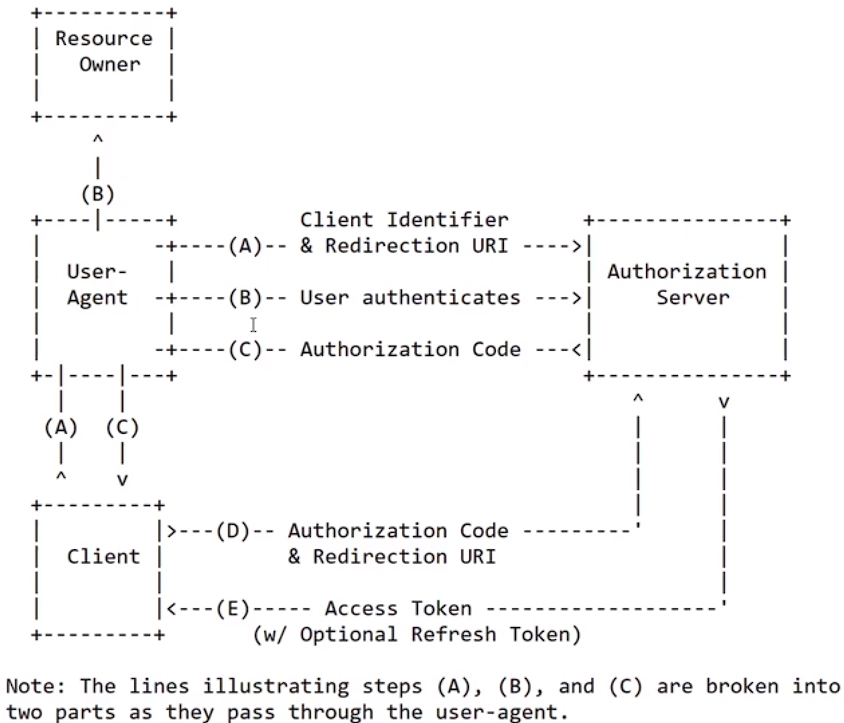 +----------+
| Resource |
|   Owner  |
|          |
+----------+
     ^
     |
    (B)
+----|-----+          Client Identifier      +---------------+
|         -+----(A)-- & Redirection URI ---->|               |
|  User-   |                                 | Authorization |
|  Agent  -+----(B)-- User authenticates --->|     Server    |
|          |                                 |               |
|         -+----(C)-- Authorization Code ---<|               |
+-|----|---+                                 +---------------+
  |    |                                         ^      v
 (A)  (C)                                        |      |
  |    |                                         |      |
  ^    v                                         |      |
+---------+                                      |      |
|         |>---(D)-- Authorization Code ---------'      |
|  Client |          & Redirection URI                  |
|         |                                             |
|         |<---(E)----- Access Token -------------------'
+---------+       (w/ Optional Refresh Token)
Note: The lines illustrating steps (A), (B), and (C) are broken into
two parts as they pass through the user-agent.